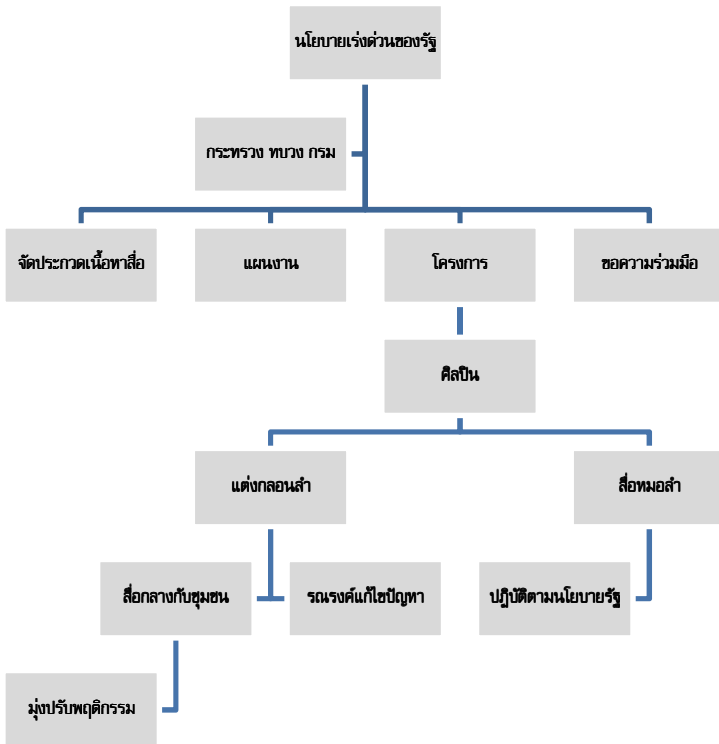 นโยบายเร่งด่วนของรัฐ
กระทรวง ทบวง กรม
จัดประกวดเนื้อหาสื่อ
แผนงาน
โครงการ
ขอความร่วมมือ
ศิลปิน
แต่งกลอนลำ
สื่อหมอลำ
สื่อกลางกับชุมชน
รณรงค์แก้ไขปัญหา
ปฏิบัติตามนโยบายรัฐ
มุ่งปรับพฤติกรรม